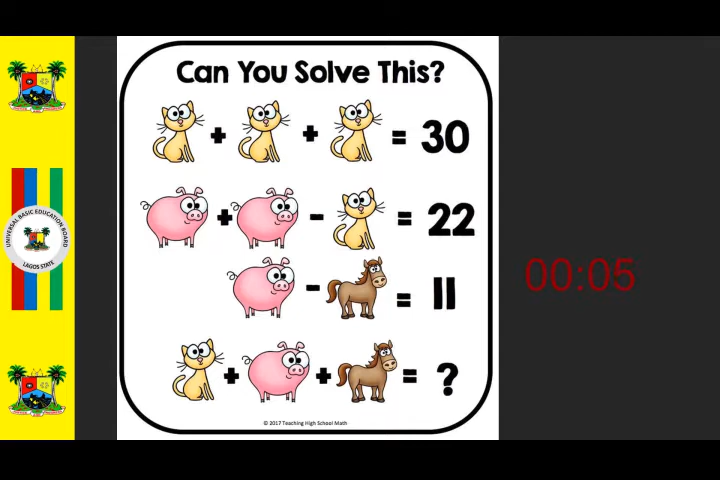 Can You Solve This?
+ + = 30
+ - = 22
- = 11
+ + = ?
© 2017 Teaching High School Math
00:05
UNIVERSAL BASIC EDUCATION BOARD
LAGOS STATE